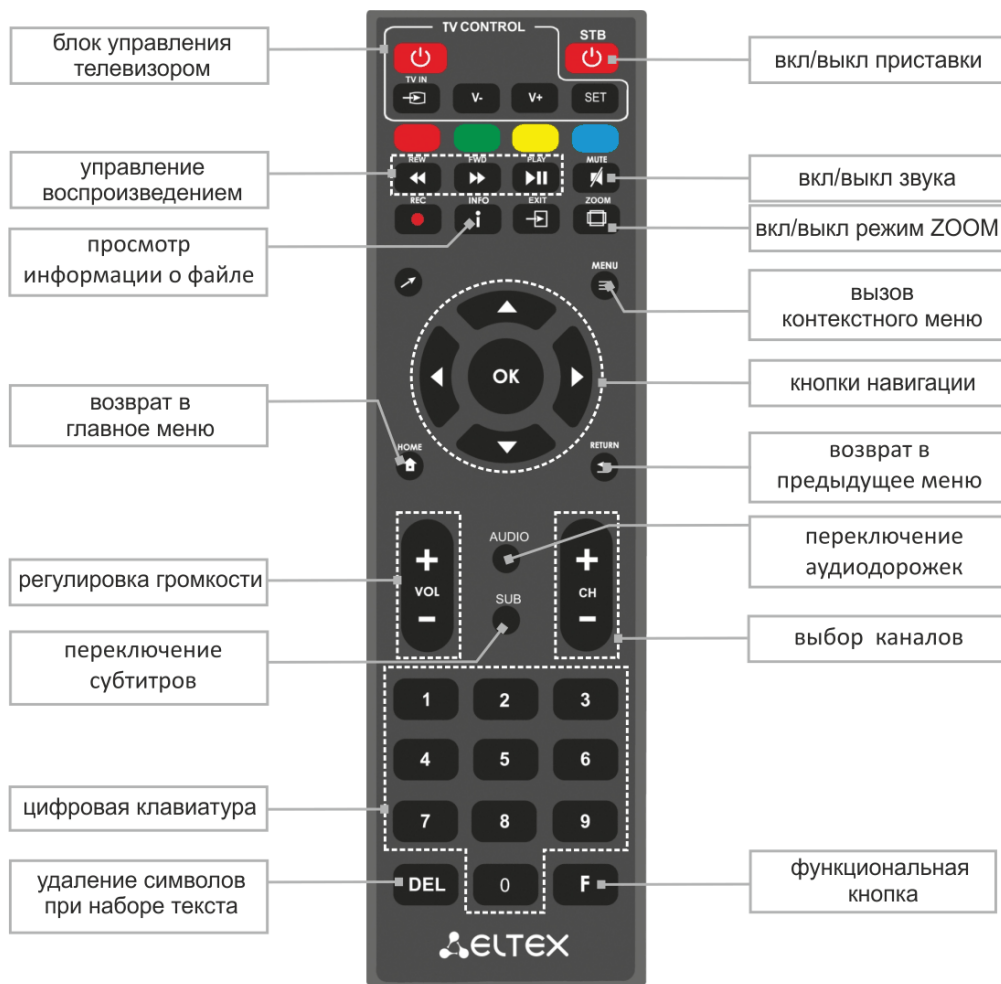 блок управления
телевизором
управление
воспроизведением
просмотр
информации о файле
возврат в
главное меню
регулировка громкости
переключение
субтитров
цифровая клавиатура
удаление символов
при наборе текста
TV CONTROL
STB
TV IN
V-
V+
SET
REW
FWD
PLAY
MUTE
REC
INFO
EXIT
ZOOM
i
MENU
OK
HOME
RETURN
AUDIO
+
VOL
-
SUB
+
CH
-
1 2 3
4 5 6
7 8 9
DEL 0 F
ELTEX
вкл/выкл приставки
вкл/выкл звука
вкл/выкл режим ZOOM
вызов
контекстного меню
кнопки навигации
возврат в
предыдущее меню
переключение
аудиодорожек
выбор каналов
функциональная
кнопка